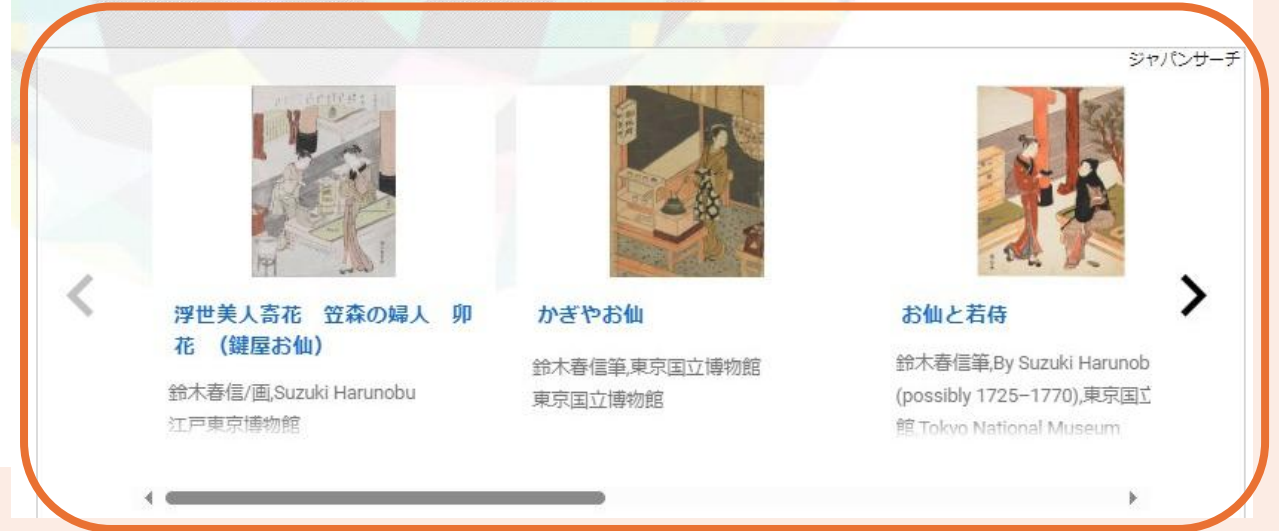 ジャパンサーチ
浮世美人寄花　笠森の婦人　卯
花　（鍵屋お仙）
鈴木春信/画,Suzuki Harunobu
江戸東京博物館
かぎやお仙
鈴木春信筆,東京国立博物館
東京国立博物館
お仙と若侍
鈴木春信筆,By Suzuki Harunob
(possibly 1725–1770),東京国立
館,Tokyo National Museum